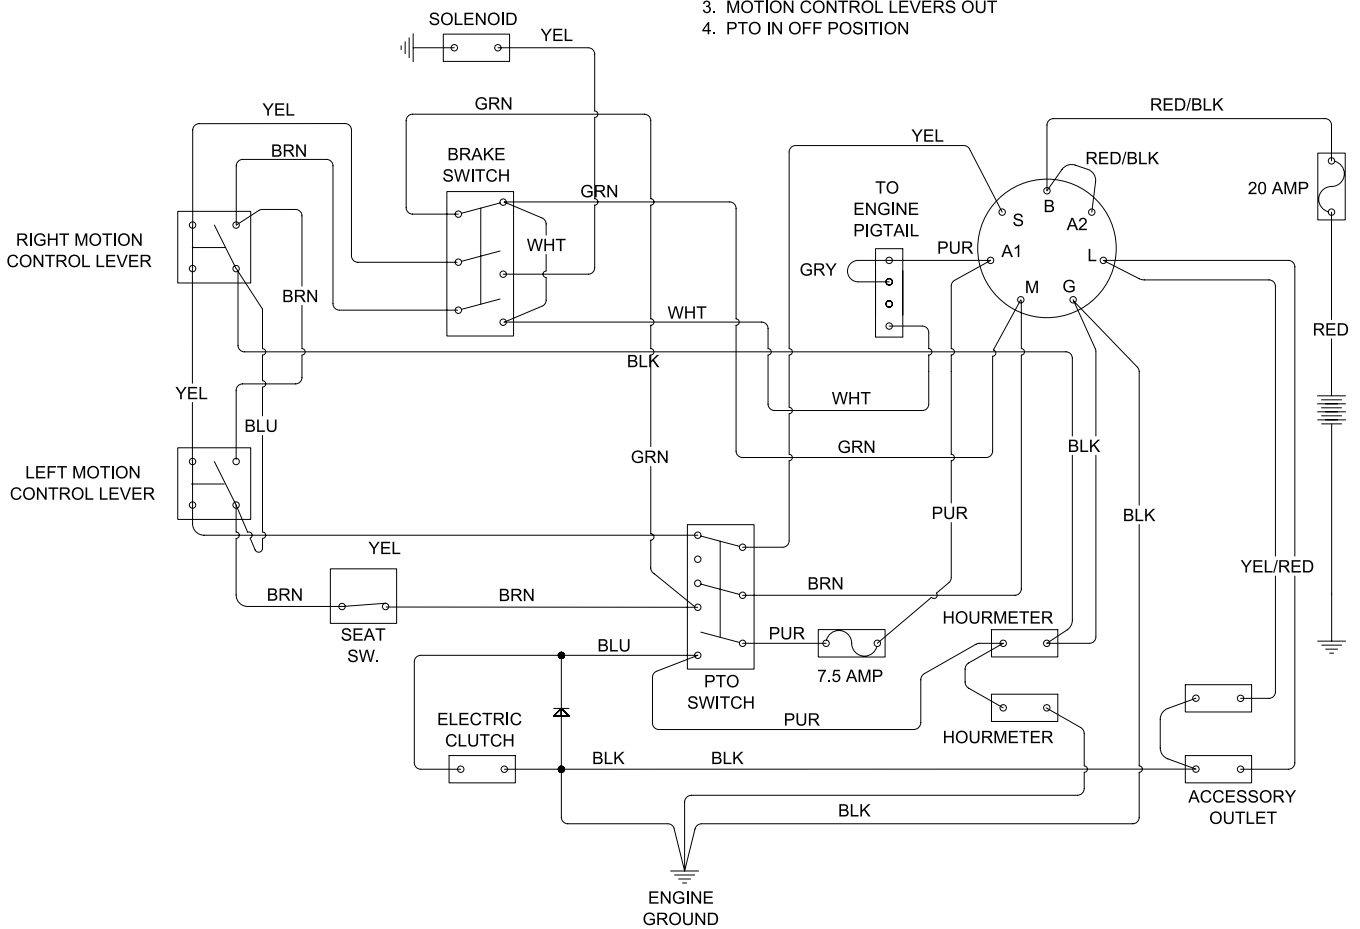 3. MOTION CONTROL LEVERS OUT
4. PTO IN OFF POSITION
SOLENOID
YEL
GRN
YEL
BRN
BRAKE
SWITCH
GRN
WHT
RIGHT MOTION
CONTROL LEVER
BRN
WHT
BLK
YEL
BLU
LEFT MOTION
CONTROL LEVER
RED/BLK
YEL
RED/BLK
20 AMP
TO
ENGINE
PIGTAIL
B
S
A2
PUR
A1
L
GRY
M
G
RED
WHT
GRN
BLK
GRN
PUR
BLK
YEL
YEL/RED
BRN
BRN
BRN
SEAT
SW.
BLU
PUR
HOURMETER
7.5 AMP
PTO
SWITCH
PUR
HOURMETER
ELECTRIC
CLUTCH
BLK
BLK
BLK
ACCESSORY
OUTLET
ENGINE
GROUND